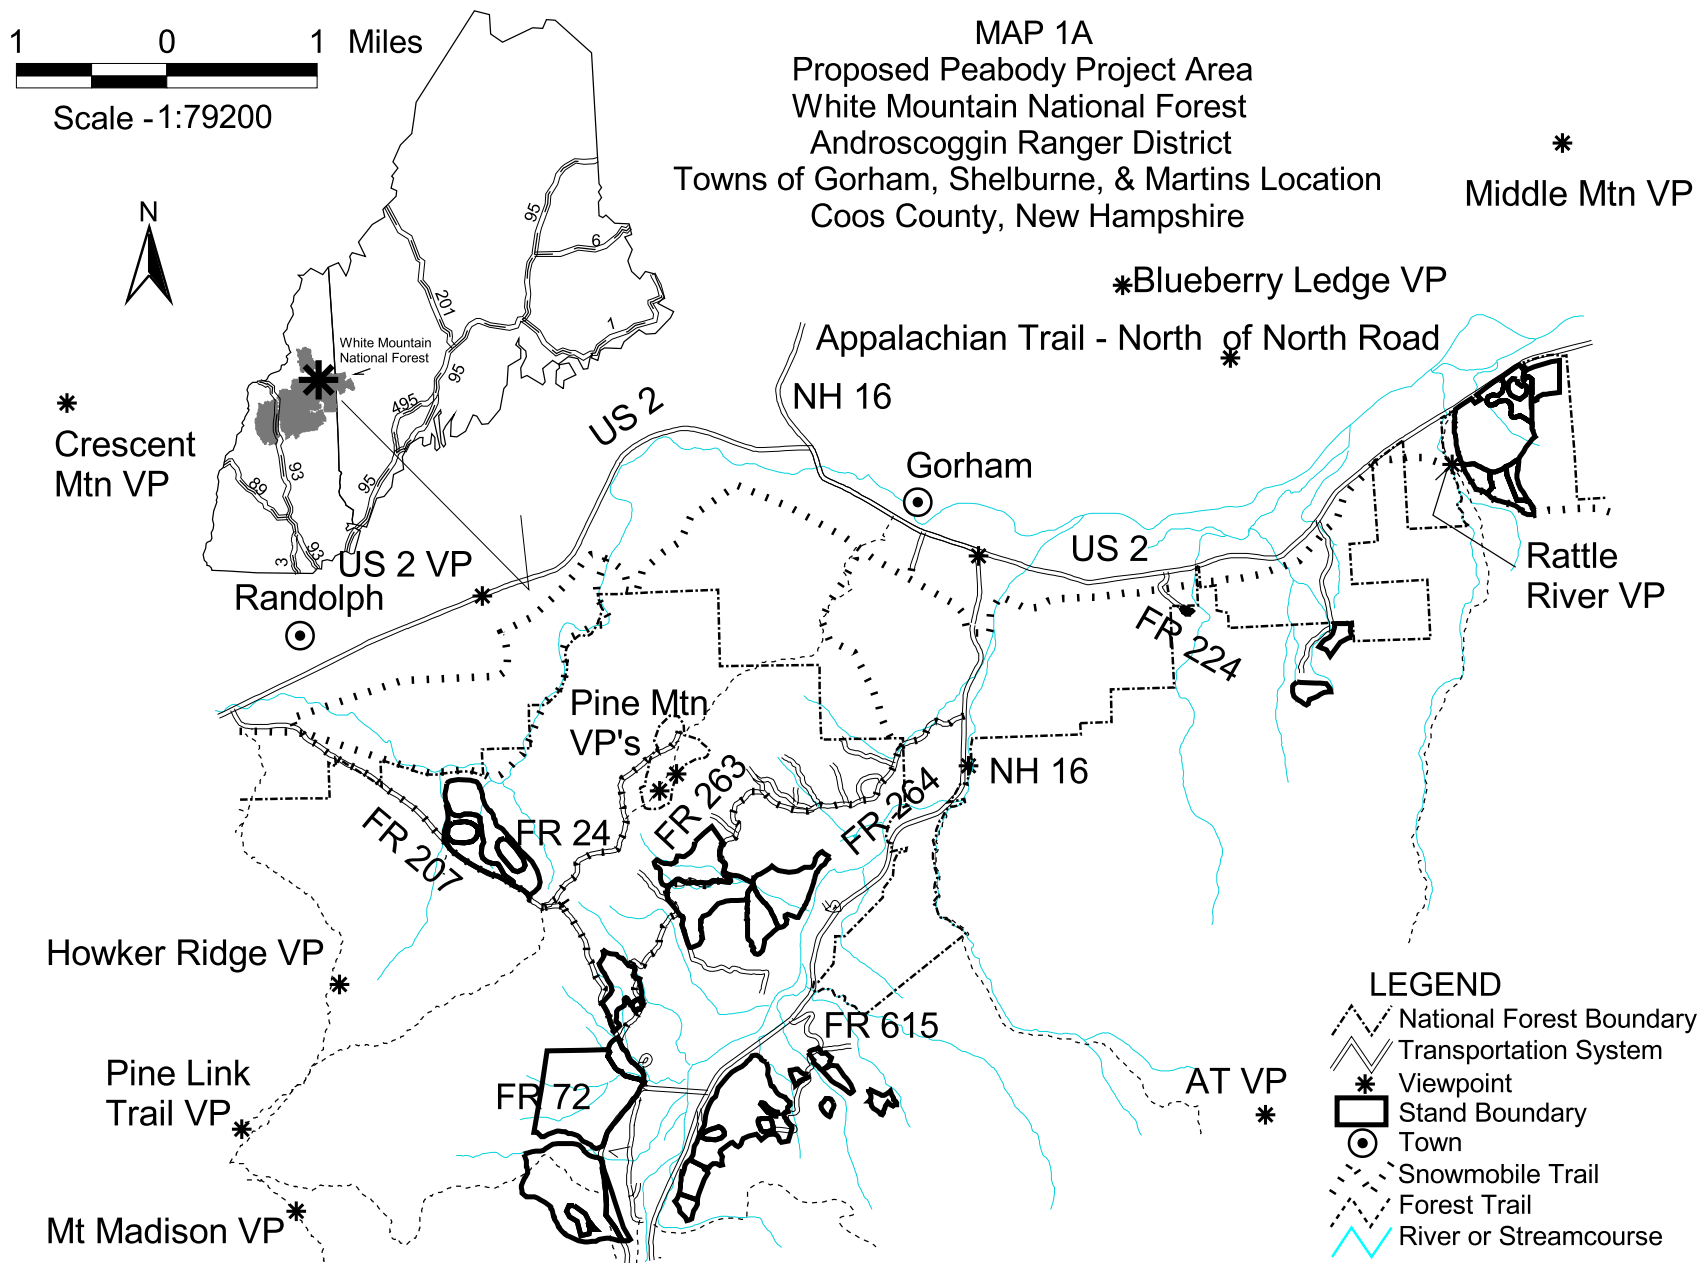 1 0 1 Miles
Scale -1:79200
MAP 1A
Proposed Peabody Project Area
White Mountain National Forest
Androscoggin Ranger District
Towns of Gorham, Shelburne, & Martins Location
Coos County, New Hampshire
N
95
6
201
1
95
495
93
89
95
93
3
White Mountain
National Forest
Middle Mtn VP
Blueberry Ledge VP
Appalachian Trail - North of North Road
NH 16
US 2
Crescent
Mtn VP
Gorham
US 2
US 2 VP
Randolph
Rattle
River VP
FR 224
Pine Mtn
VP's
FR 263
FR 264
NH 16
FR 207
FR 24
Howker Ridge VP
FR 615
Pine Link
Trail VP
FR 72
AT VP
Mt Madison VP
LEGEND
National Forest Boundary
Transportation System
Viewpoint
Stand Boundary
Town
Snowmobile Trail
Forest Trail
River or Streamcourse